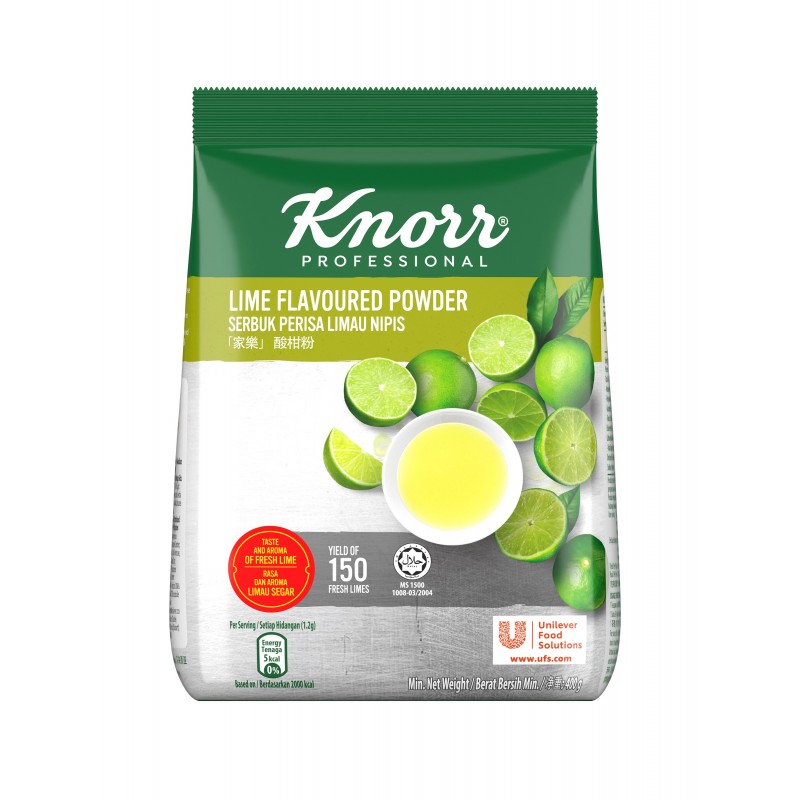 Knorr®
PROFESSIONAL
LIME FLAVOURED POWDER
SERBUK PERISA LIMAU NIPIS
「家樂」 酸柑粉
TASTE
AND AROMA
OF FRESH LIME
RASA
DAN AROMA
LIMAU SEGAR
YIELD OF
150
FRESH LIMES
حلال
MS 1500
1008-03/2004
Per Serving / Setiap Hidangan (1.2g)
Energy
Tenaga
5 kcal
0%
Based on / Berdasarkan 2000 kcal
Unilever
Food
Solutions
www.ufs.com
Min. Net Weight / Berat Bersih Min. / 净重: 400g